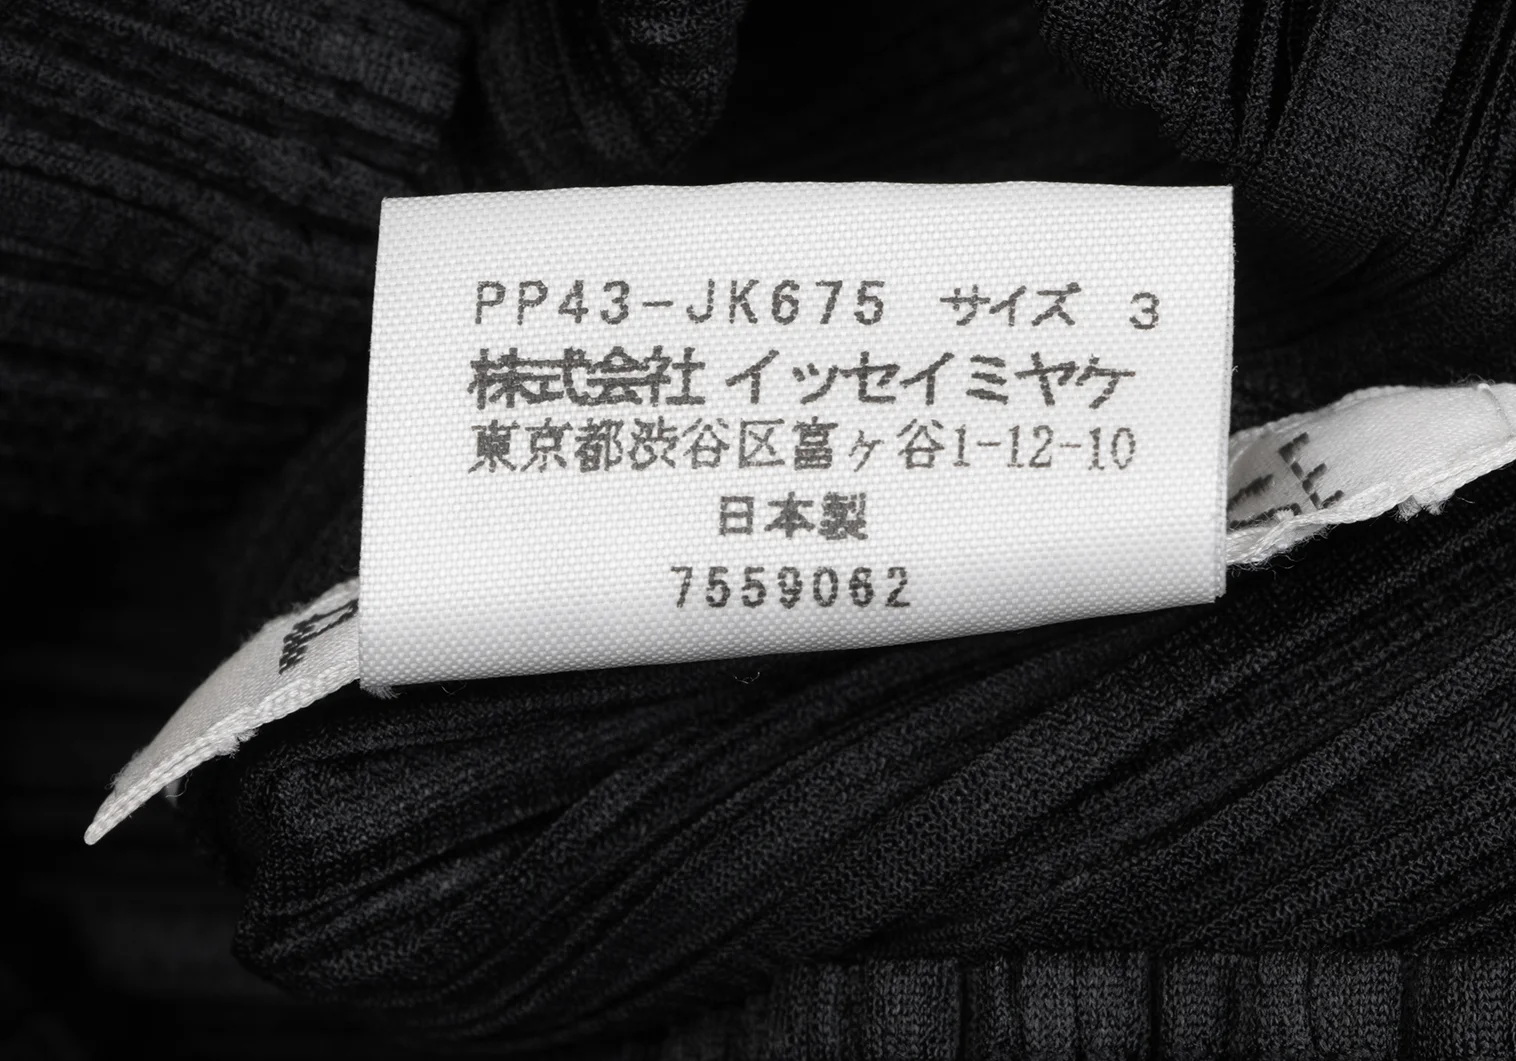 PP43-JK675 サイズ 3
株式会社 イッセイミヤケ
東京都渋谷区富ヶ谷1-12-10
日本製
7559062